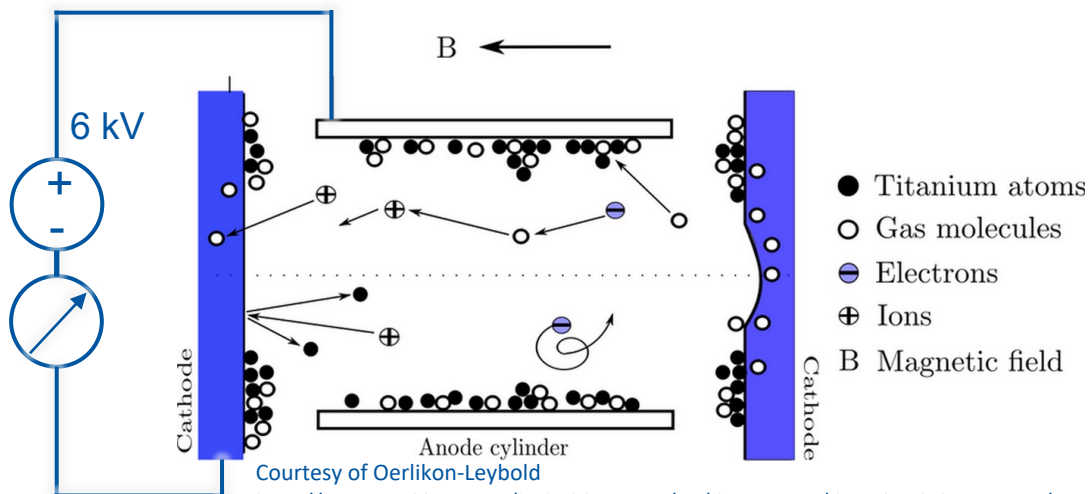 B
6 kV
+
-
Titanium atoms
Gas molecules
Electrons
Ions
B Magnetic field
Cathode
Cathode
Anode cylinder
Courtesy of Oerlikon-Leybold